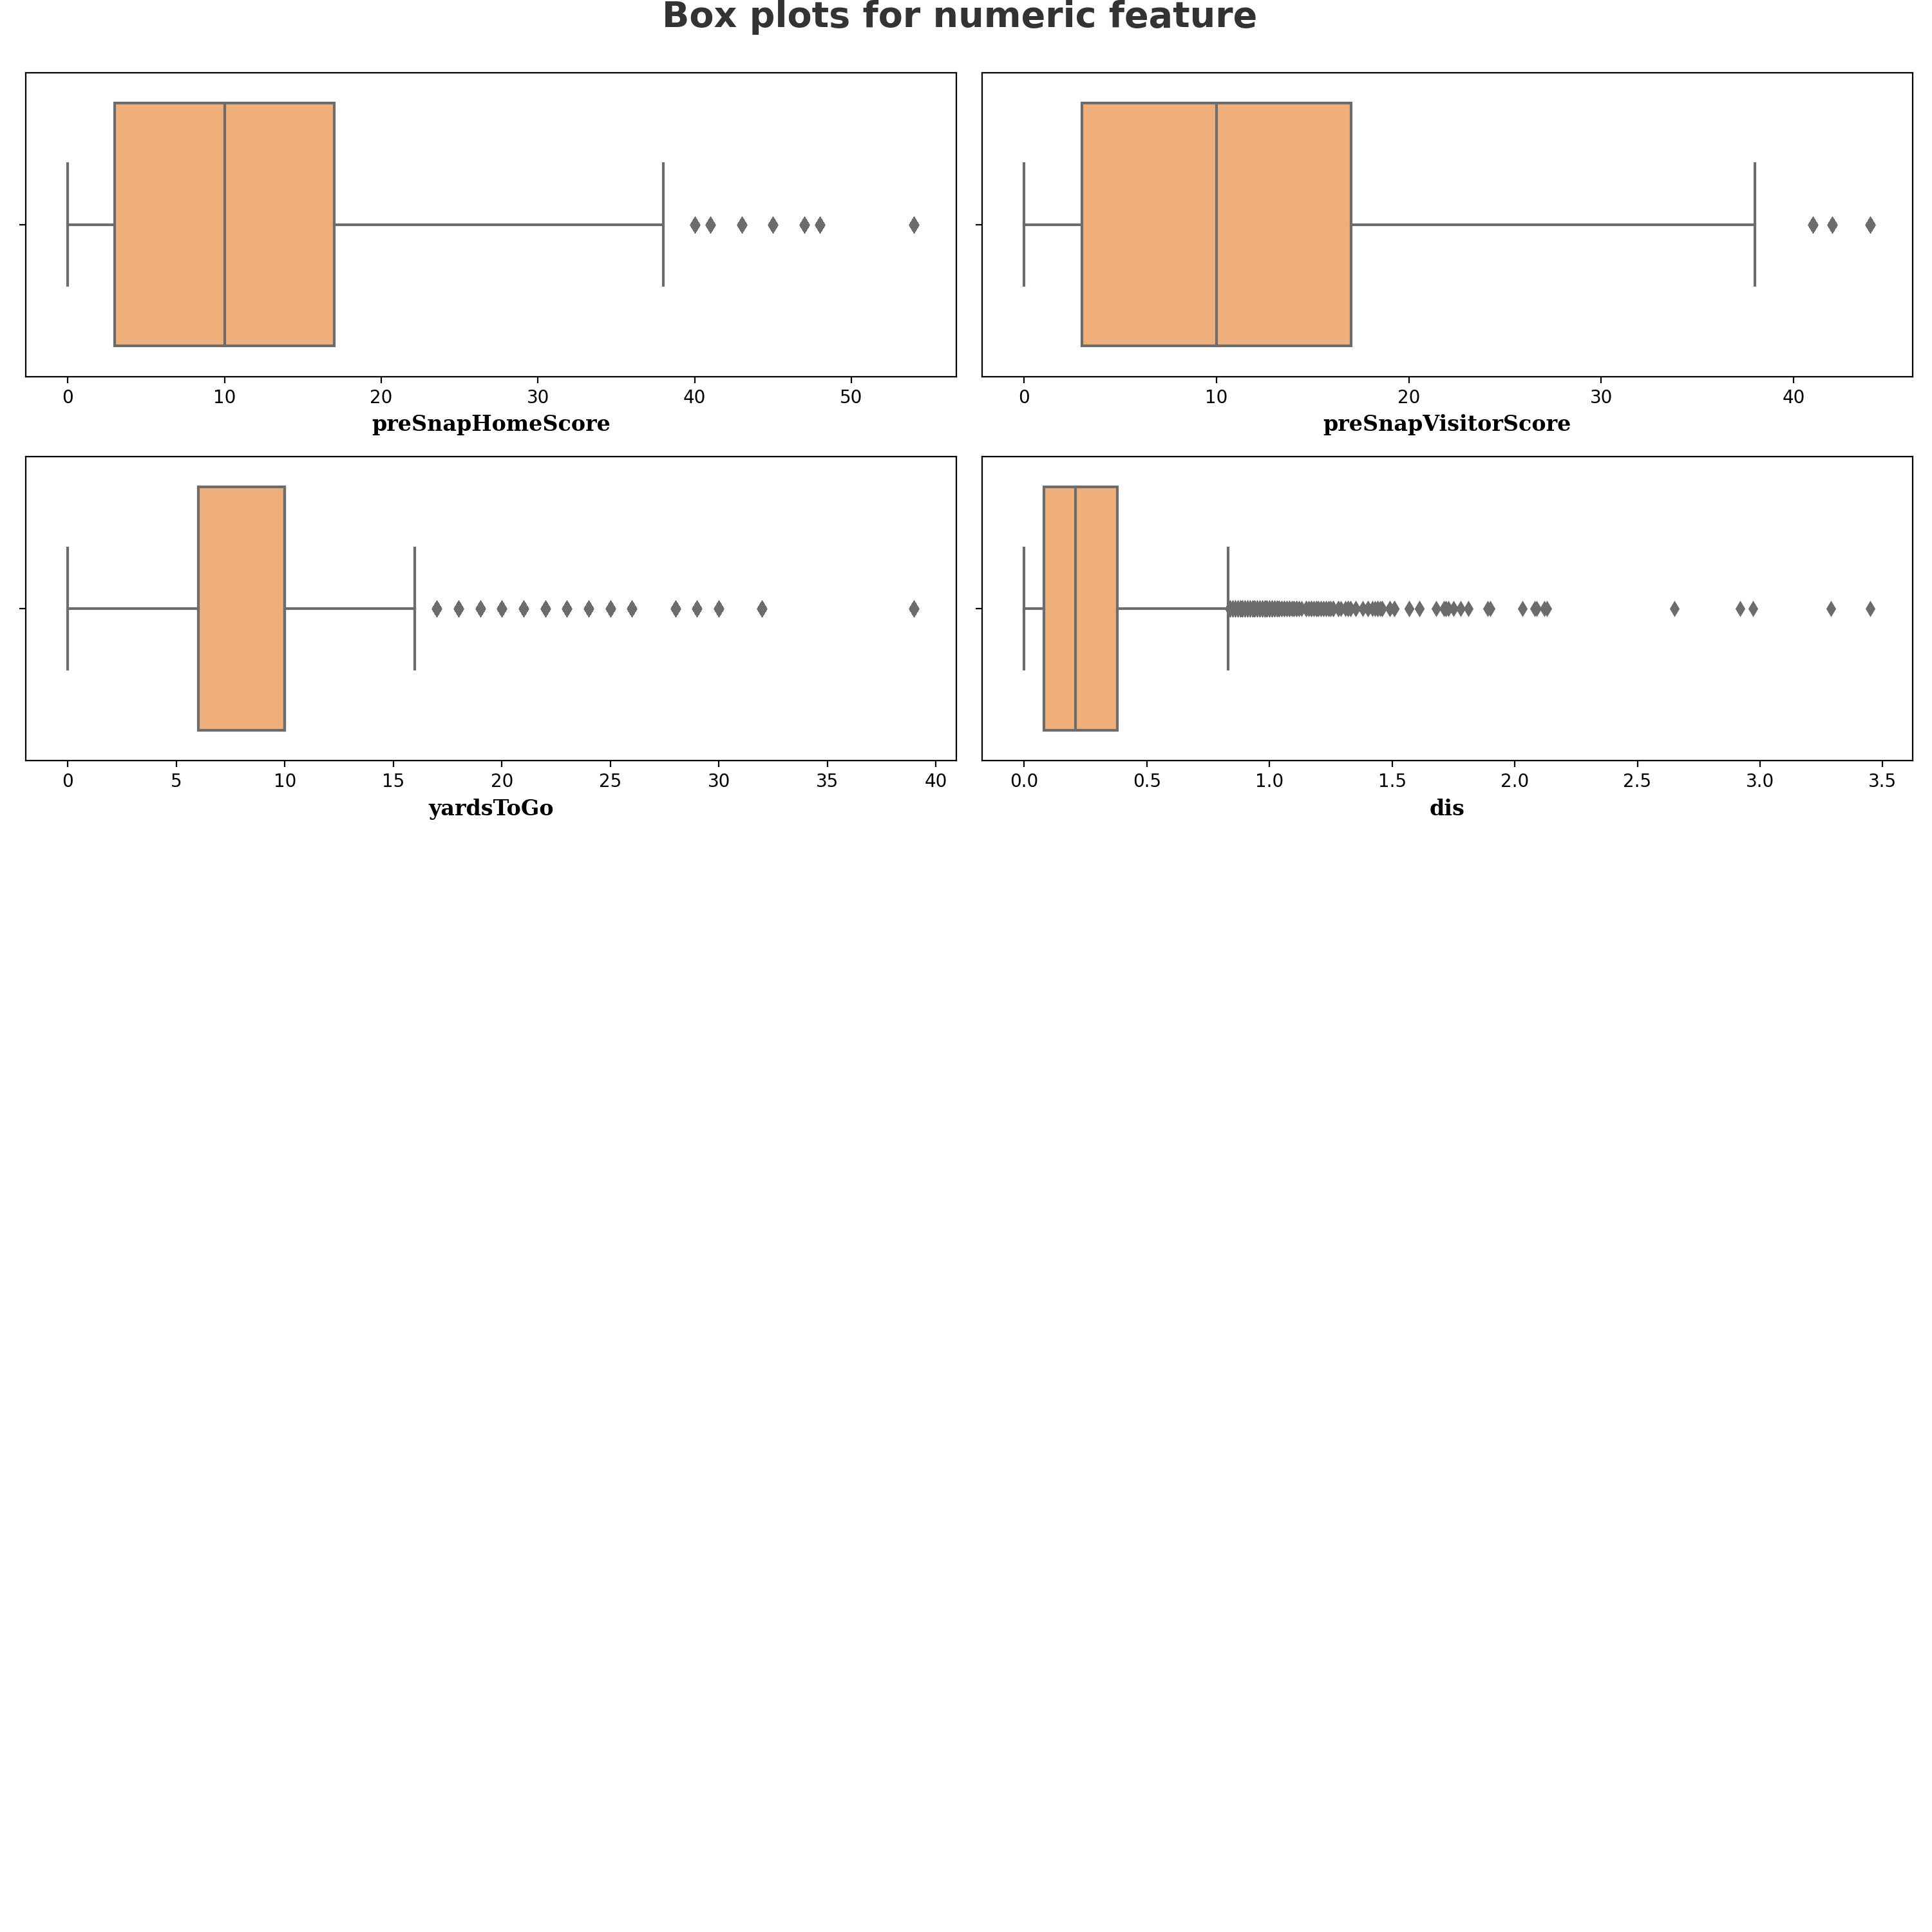 Box plots for numeric feature
0 10 20 30 40 50
preSnapHomeScore
0 10 20 30 40
preSnapVisitorScore
0 5 10 15 20 25 30 35 40
yardsToGo
0.0 0.5 1.0 1.5 2.0 2.5 3.0 3.5
dis